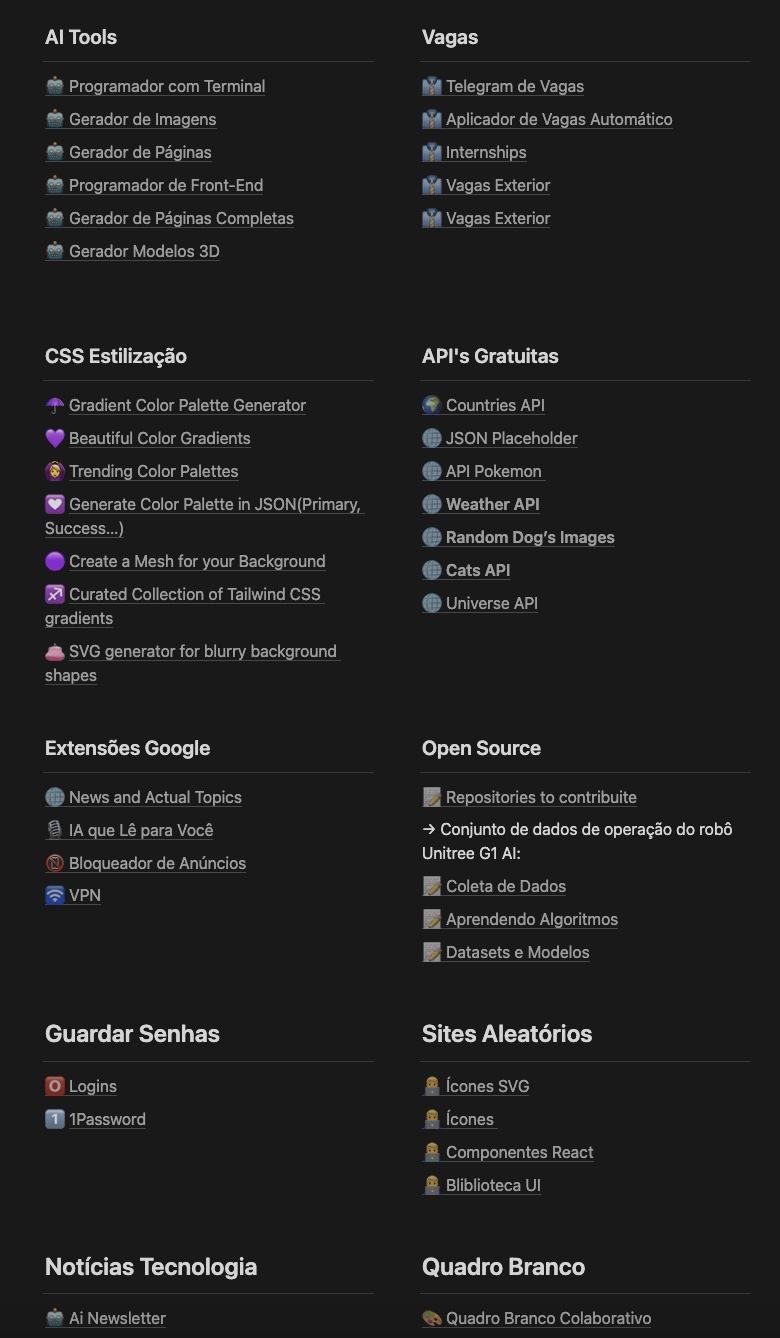 AI Tools
🤖 Programador com Terminal
🤖 Gerador de Imagens
🤖 Gerador de Páginas
🤖 Programador de Front-End
🤖 Gerador de Páginas Completas
🤖 Gerador Modelos 3D
Vagas
👔 Telegram de Vagas
👔 Aplicador de Vagas Automático
👔 Internships
👔 Vagas Exterior
👔 Vagas Exterior
CSS Estilização
☂️ Gradient Color Palette Generator
💜 Beautiful Color Gradients
🙆‍♀️ Trending Color Palettes
💟 Generate Color Palette in JSON(Primary,
Success...)
🟣 Create a Mesh for your Background
♐ Curated Collection of Tailwind CSS
gradients
👛 SVG generator for blurry background
shapes
API's Gratuitas
🌍 Countries API
🌐 JSON Placeholder
🌐 API Pokemon
🌐 Weather API
🌐 Random Dog’s Images
🌐 Cats API
🌐 Universe API
Extensões Google
🌐 News and Actual Topics
🎙️ IA que Lê para Você
📵 Bloqueador de Anúncios
🛜 VPN
Open Source
📝 Repositories to contribuite
→ Conjunto de dados de operação do robô
Unitree G1 AI:
📝 Coleta de Dados
📝 Aprendendo Algoritmos
📝 Datasets e Modelos
Guardar Senhas
🅾️ Logins
1️⃣ 1Password
Sites Aleatórios
👩‍💻 Ícones SVG
👩‍💻 Ícones
👩‍💻 Componentes React
👩‍💻 Bliblioteca UI
Notícias Tecnologia
🤖 Ai Newsletter
Quadro Branco
🎨 Quadro Branco Colaborativo